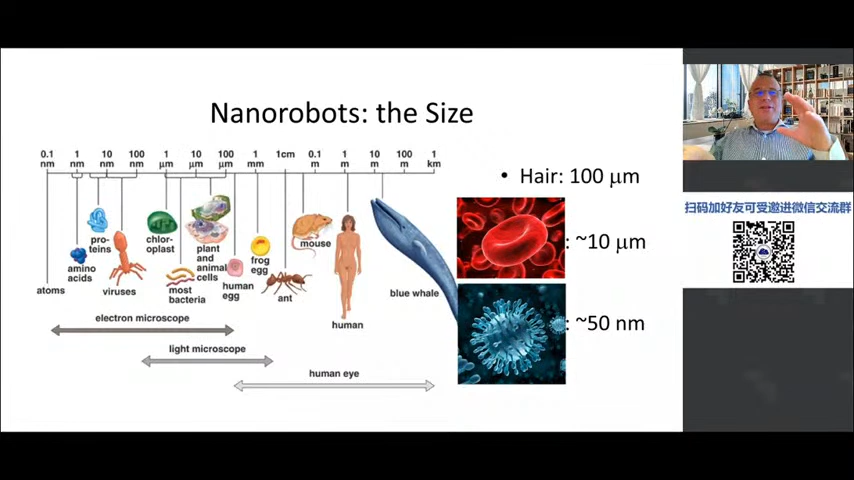 Nanorobots: the Size
0.1 nm
1 nm
10 nm
100 nm
1 μm
10 μm
100 μm
1 mm
1cm
0.1 m
1 m
10 m
100 m
1 km
• Hair: 100 μm
: ~10 μm
: ~50 nm
atoms
amino acids
pro-
teins
viruses
chlor-
oplast
most bacteria
plant and animal cells
human egg
frog egg
ant
mouse
human
blue whale
electron microscope
light microscope
human eye
扫码加好友可受邀进微信交流群